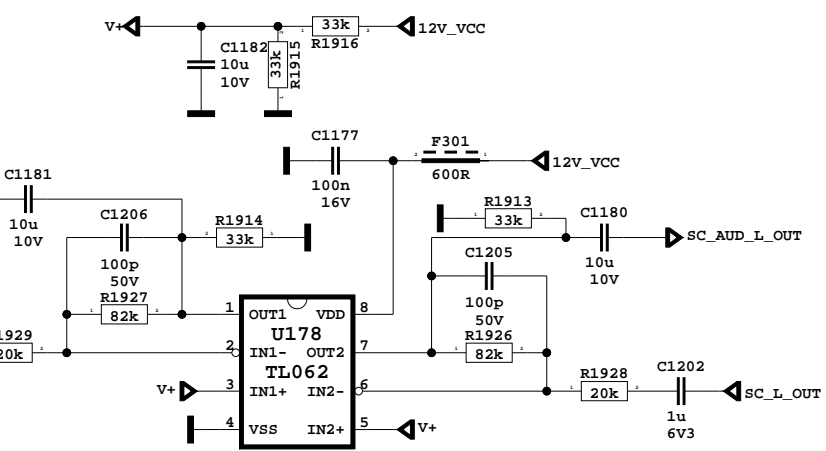 V+
33k
R1916
12V_VCC
C1182
10u
10V
33k
R1915
C1177
100n
16V
F301
600R
12V_VCC
C1181
10u
10V
C1206
100p
50V
R1914
33k
R1913
33k
C1180
10u
10V
SC_AUD_L_OUT
C1205
100p
50V
R1927
82k
1 OUT1 VDD 8
U178
2 IN1- OUT2 7
TL062
3 IN1+ IN2- 6
4 VSS IN2+ 5
V+
V+
R1926
82k
1929
20k
R1928
20k
C1202
1u
6V3
SC_L_OUT